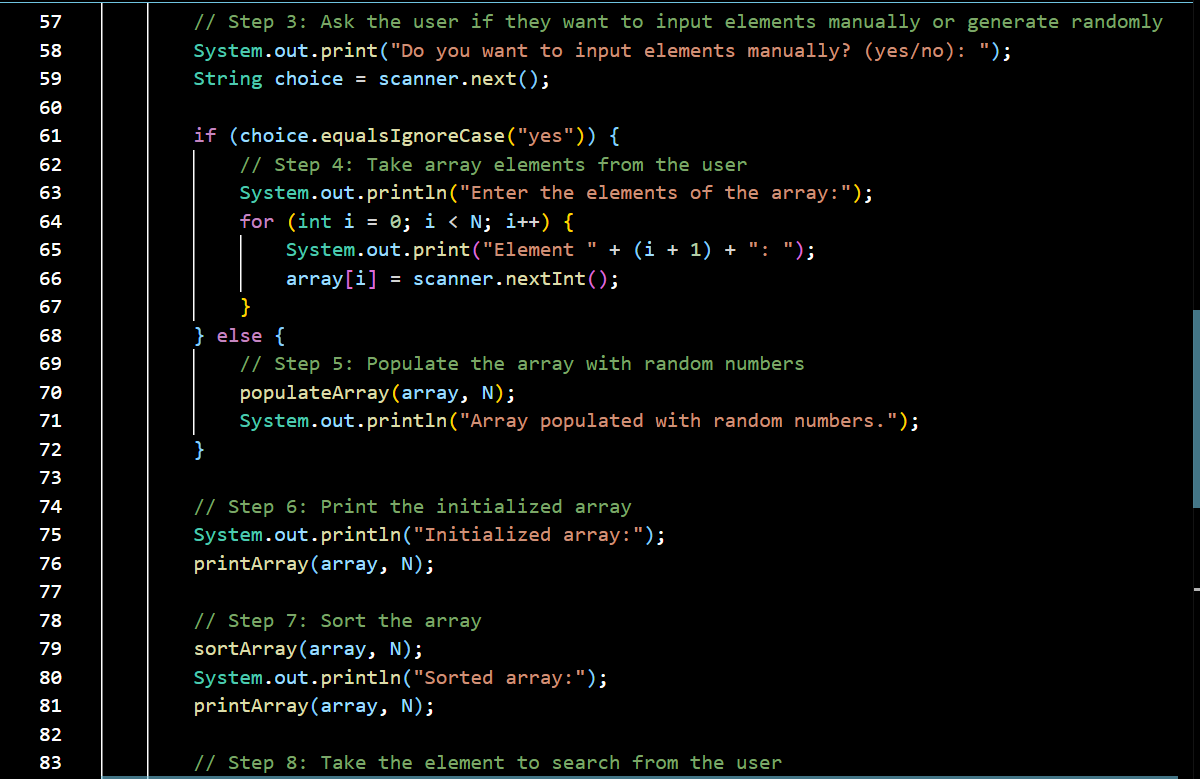 57 // Step 3: Ask the user if they want to input elements manually or generate randomly
58 System.out.print("Do you want to input elements manually? (yes/no): ");
59 String choice = scanner.next();
60
61 if (choice.equalsIgnoreCase("yes")) {
62 // Step 4: Take array elements from the user
63 System.out.println("Enter the elements of the array:");
64 for (int i = 0; i < N; i++) {
65 System.out.print("Element " + (i + 1) + ": ");
66 array[i] = scanner.nextInt();
67 }
68 } else {
69 // Step 5: Populate the array with random numbers
70 populateArray(array, N);
71 System.out.println("Array populated with random numbers.");
72 }
73
74 // Step 6: Print the initialized array
75 System.out.println("Initialized array:");
76 printArray(array, N);
77
78 // Step 7: Sort the array
79 sortArray(array, N);
80 System.out.println("Sorted array:");
81 printArray(array, N);
82
83 // Step 8: Take the element to search from the user